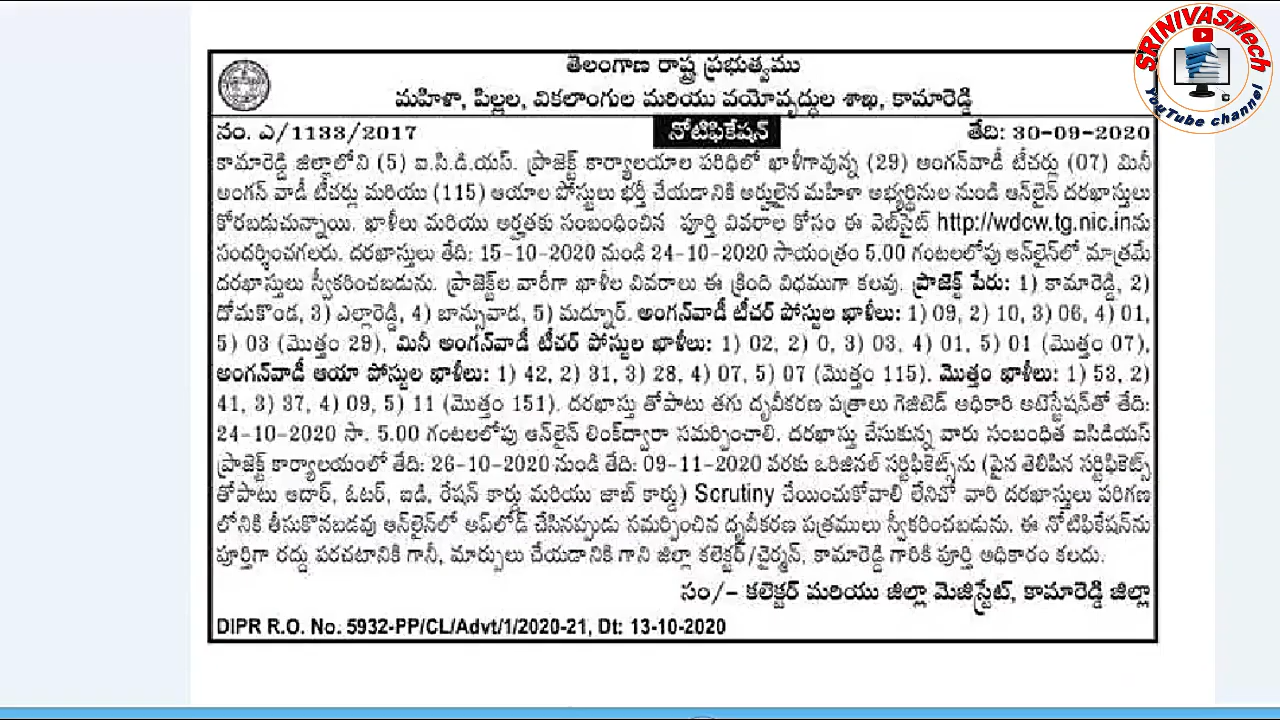 SRINIVASMech
YouTube channel
తెలంగాణ రాష్ట్ర ప్రభుత్వము
మహిళా, పిల్లల, వికలాంగుల మరియు వయోవృద్ధుల శాఖ, కామారెడ్డి
నం. ఎ/1133/2017 నోటిఫికేషన్ తేది: 30-09-2020
కామారెడ్డి జిల్లాలోని (5) ఐ.సి.డి.యస్. ప్రాజెక్ట్ కార్యాలయాల పరిధిలో ఖాళీగావున్న (29) అంగన్‌వాడీ టీచర్లు (07) మినీ
అంగన్ వాడీ టీచర్లు మరియు (115) ఆయాల పోస్టులు భర్తీ చేయడానికి అర్హులైన మహిళా అభ్యర్థినుల నుండి ఆన్‌లైన్ దరఖాస్తులు
కోరబడుచున్నాయి. ఖాళీలు మరియు అర్హతకు సంబంధించిన పూర్తి వివరాల కోసం ఈ వెబ్‌సైట్ http://wdcw.tg.nic.inను
సందర్శించగలరు. దరఖాస్తులు తేది: 15-10-2020 నుండి 24-10-2020 సాయంత్రం 5.00 గంటలలోపు ఆన్‌లైన్‌లో మాత్రమే
దరఖాస్తులు స్వీకరించబడును. ప్రాజెక్ట్‌ల వారీగా ఖాళీల వివరాలు ఈ క్రింది విధముగా కలవు. ప్రాజెక్ట్ పేరు: 1) కామారెడ్డి, 2)
దోమకొండ, 3) ఎల్లారెడ్డి, 4) బాన్సువాడ, 5) మద్నూర్. అంగన్‌వాడీ టీచర్ పోస్టుల ఖాళీలు: 1) 09, 2) 10, 3) 06, 4) 01,
5) 03 (మొత్తం 29), మినీ అంగన్‌వాడీ టీచర్ పోస్టుల ఖాళీలు: 1) 02, 2) 0, 3) 03, 4) 01, 5) 01 (మొత్తం 07),
అంగన్‌వాడీ ఆయా పోస్టుల ఖాళీలు: 1) 42, 2) 31, 3) 28, 4) 07, 5) 07 (మొత్తం 115). మొత్తం ఖాళీలు: 1) 53, 2)
41, 3) 37, 4) 09, 5) 11 (మొత్తం 151). దరఖాస్తు తోపాటు తగు దృవీకరణ పత్రాలు గెజిటెడ్ అధికారి అటెస్టేషన్‌తో తేది:
24-10-2020 సా. 5.00 గంటలలోపు ఆన్‌లైన్ లింక్‌ద్వారా సమర్పించాలి. దరఖాస్తు చేసుకున్న వారు సంబంధిత ఐసిడియస్
ప్రాజెక్ట్ కార్యాలయంలో తేది: 26-10-2020 నుండి తేది: 09-11-2020 వరకు ఒరిజినల్ సర్టిఫికెట్స్‌ను (పైన తెలిపిన సర్టిఫికెట్స్
తోపాటు ఆదార్, ఓటర్, ఐడి, రేషన్ కార్డు మరియు జాబ్ కార్డు) Scrutiny చేయించుకోవాలి లేనిచో వారి దరఖాస్తులు పరిగణ
లోనికి తీసుకొనబడవు ఆన్‌లైన్‌లో అప్‌లోడ్ చేసినప్పుడు సమర్పించిన దృవీకరణ పత్రములు స్వీకరించబడును. ఈ నోటిఫికేషన్‌ను
పూర్తిగా రద్దు పరచటానికి గానీ, మార్పులు చేయడానికి గాని జిల్లా కలెక్టర్/చైర్మన్, కామారెడ్డి గారికి పూర్తి అధికారం కలదు.
సం/- కలెక్టర్ మరియు జిల్లా మెజిస్ట్రేట్, కామారెడ్డి జిల్లా
DIPR R.O. No. 5932-PP/CL/Advt/1/2020-21, Dt: 13-10-2020